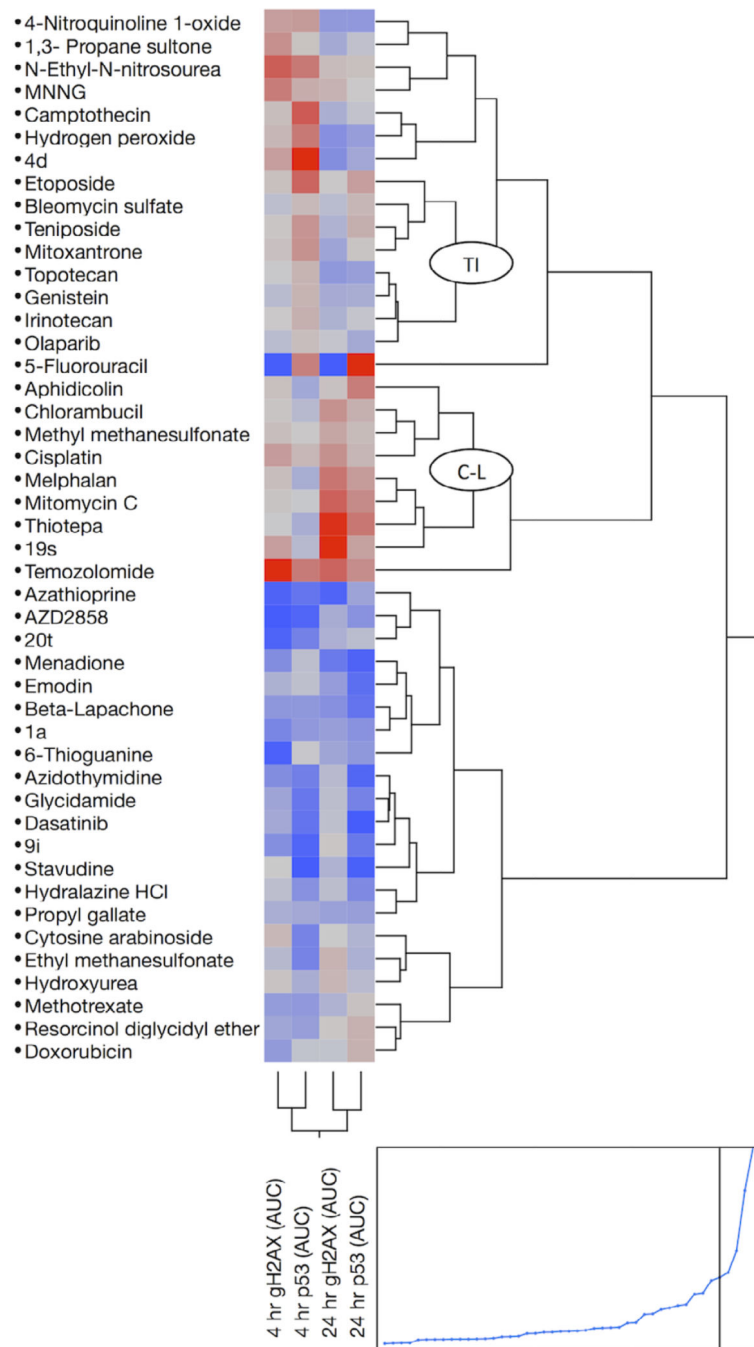 • 4-Nitroquinoline 1-oxide
• 1,3- Propane sultone
• N-Ethyl-N-nitrosourea
• MNNG
• Camptothecin
• Hydrogen peroxide
• 4d
• Etoposide
• Bleomycin sulfate
• Teniposide
• Mitoxantrone
TI
• Topotecan
• Genistein
• Irinotecan
• Olaparib
• 5-Fluorouracil
• Aphidicolin
• Chlorambucil
• Methyl methanesulfonate
• Cisplatin
C-L
• Melphalan
• Mitomycin C
• Thiotepa
• 19s
• Temozolomide
• Azathioprine
• AZD2858
• 20t
• Menadione
• Emodin
• Beta-Lapachone
• 1a
• 6-Thioguanine
• Azidothymidine
• Glycidamide
• Dasatinib
• 9i
• Stavudine
• Hydralazine HCl
• Propyl gallate
• Cytosine arabinoside
• Ethyl methanesulfonate
• Hydroxyurea
• Methotrexate
• Resorcinol diglycidyl ether
• Doxorubicin
4 hr gH2AX (AUC)
4 hr p53 (AUC)
24 hr gH2AX (AUC)
24 hr p53 (AUC)